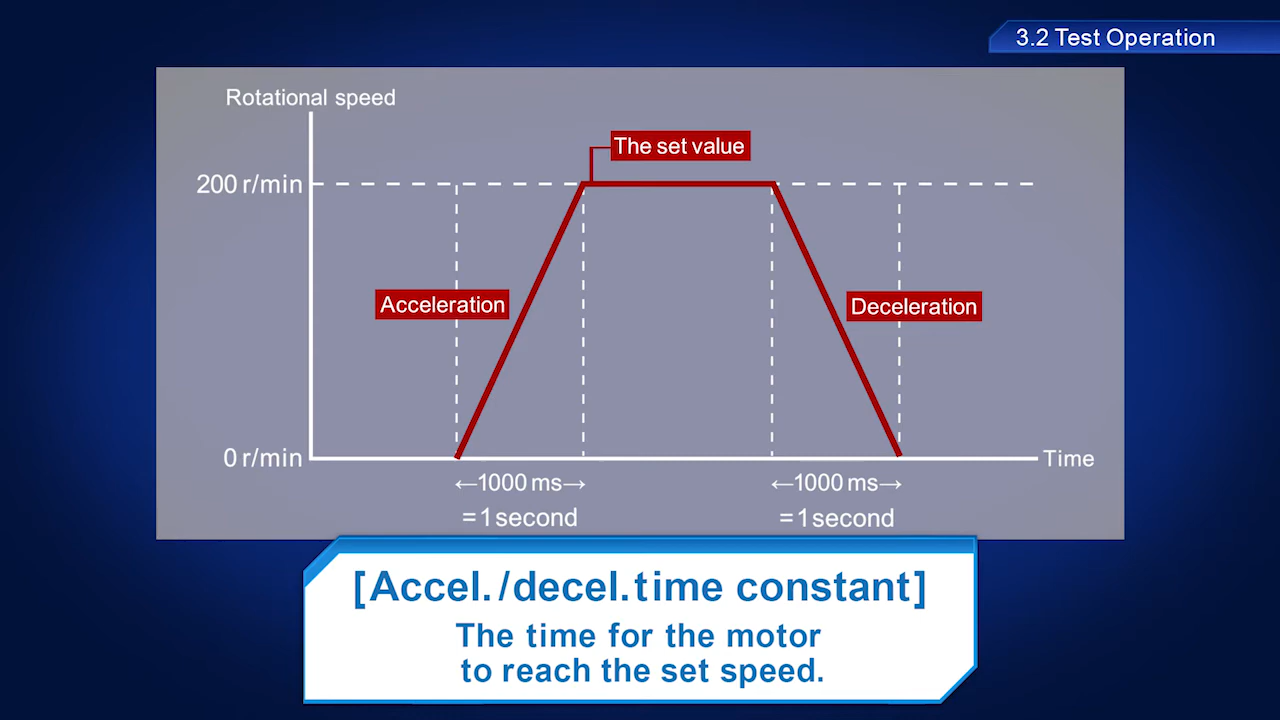 3.2 Test Operation
Rotational speed
The set value
200 r/min
Acceleration
Deceleration
0 r/min
Time
←1000 ms→
←1000 ms→
=1 second
=1 second
[Accel./decel.time constant]
The time for the motor
to reach the set speed.